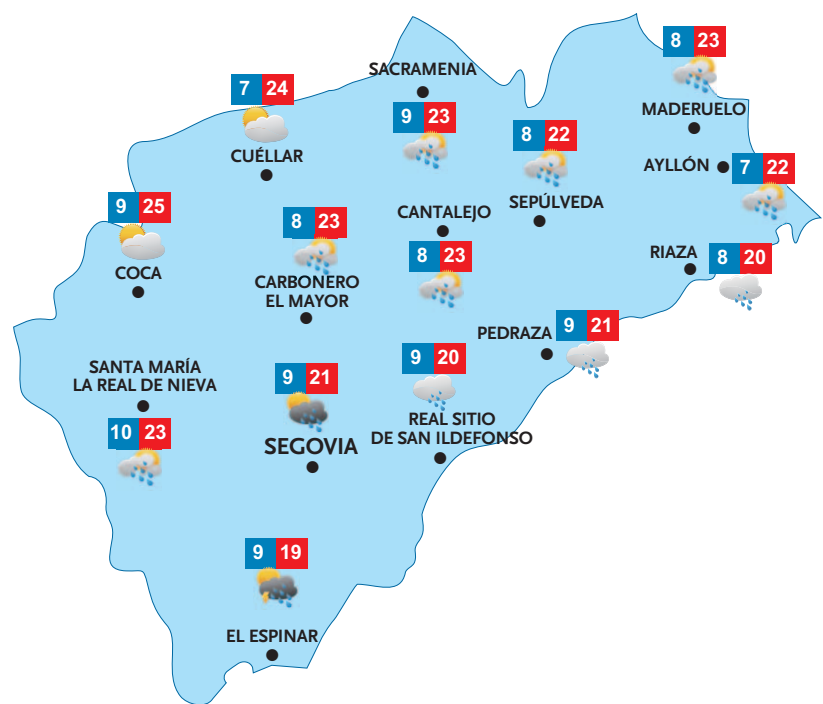 8 23
MADERUELO
SACRAMENIA
9 23
7 24
CUÉLLAR
8 22
SEPÚLVEDA
AYLLÓN
7 22
9 25
COCA
8 23
CARBONERO
EL MAYOR
CANTALEJO
8 23
RIAZA
8 20
PEDRAZA
9 21
SANTA MARÍA
LA REAL DE NIEVA
10 23
9 21
SEGOVIA
9 20
REAL SITIO
DE SAN ILDEFONSO
9 19
EL ESPINAR